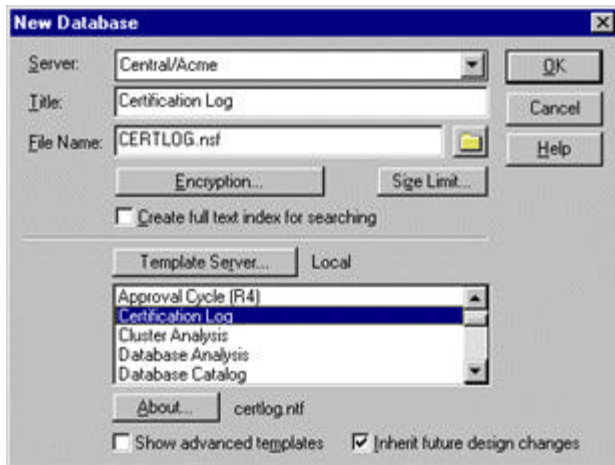 New Database
Server: Central/Acme OK
Title: Certification Log Cancel
File Name: CERTLOG.nsf Help
Encryption... Size Limit...
Create full text index for searching
Template Server... Local
Approval Cycle (R4)
Certification Log
Cluster Analysis
Database Analysis
Database Catalog
About... certlog.ntf
Show advanced templates Inherit future design changes